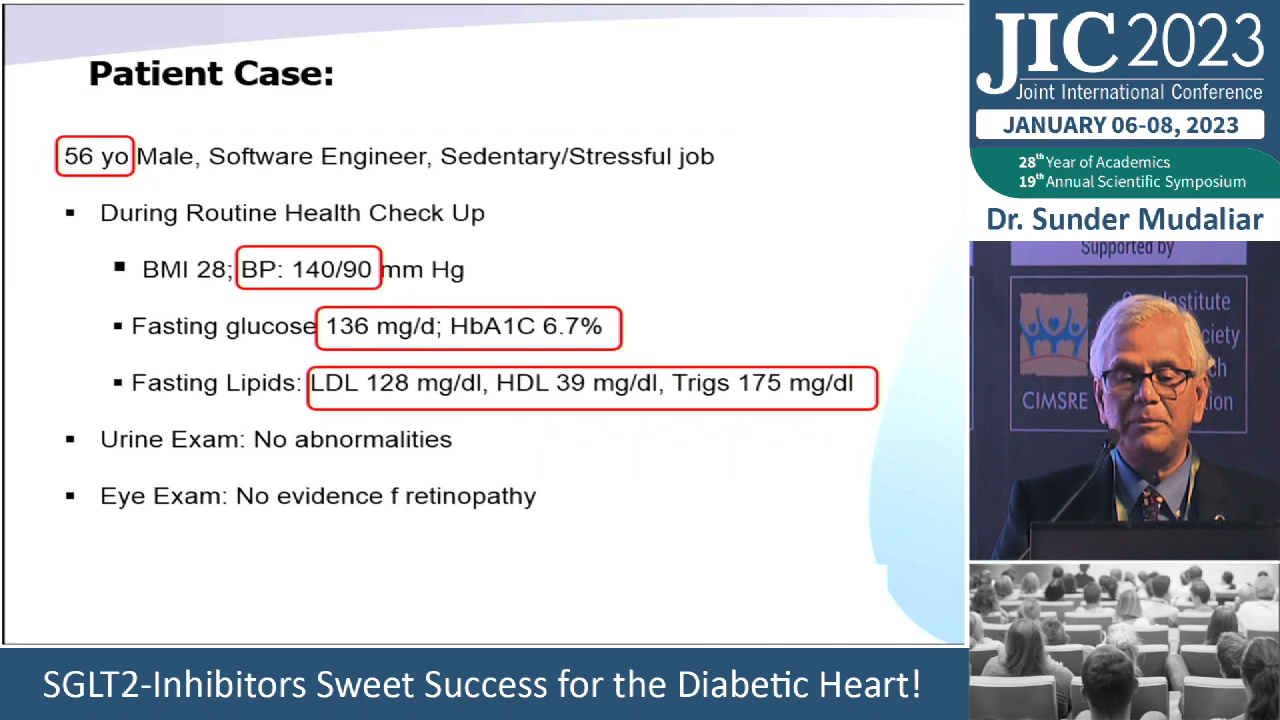 Patient Case:
56 yo Male, Software Engineer, Sedentary/Stressful job
▪ During Routine Health Check Up
▪ BMI 28; BP: 140/90 mm Hg
▪ Fasting glucose 136 mg/d; HbA1C 6.7%
▪ Fasting Lipids: LDL 128 mg/dl, HDL 39 mg/dl, Trigs 175 mg/dl
▪ Urine Exam: No abnormalities
▪ Eye Exam: No evidence f retinopathy
JIC 2023
Joint International Conference
JANUARY 06-08, 2023
28th Year of Academics
19th Annual Scientific Symposium
Dr. Sunder Mudaliar
Supported by
Institute
CIMSRE
SGLT2-Inhibitors Sweet Success for the Diabetic Heart!